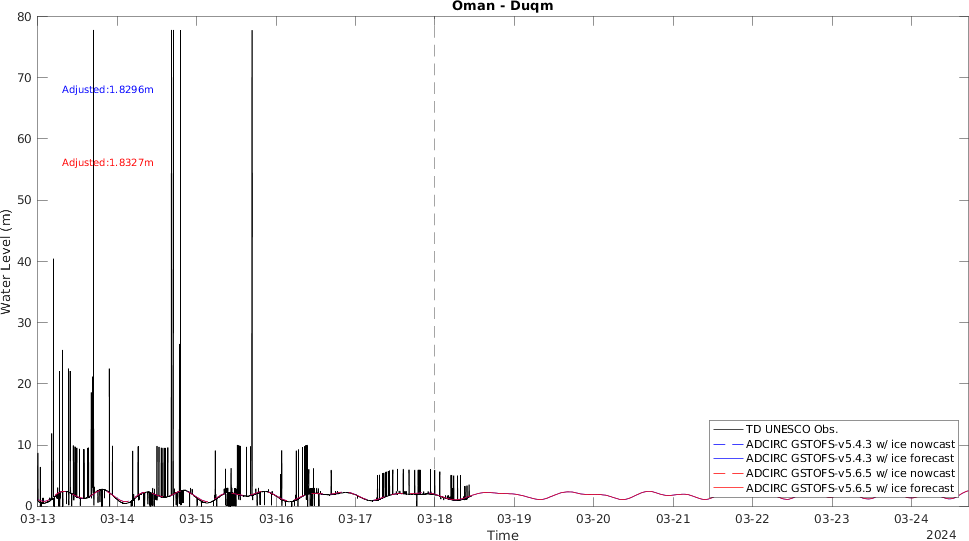 Oman - Duqm
80
70
60
50
40
30
20
10
0
Water Level (m)
Adjusted:1.8296m
Adjusted:1.8327m
TD UNESCO Obs.
ADCIRC GSTOFS-v5.4.3 w/ ice nowcast
ADCIRC GSTOFS-v5.4.3 w/ ice forecast
ADCIRC GSTOFS-v5.6.5 w/ ice nowcast
ADCIRC GSTOFS-v5.6.5 w/ ice forecast
03-13 03-14 03-15 03-16 03-17 03-18 03-19 03-20 03-21 03-22 03-23 03-24
Time
2024